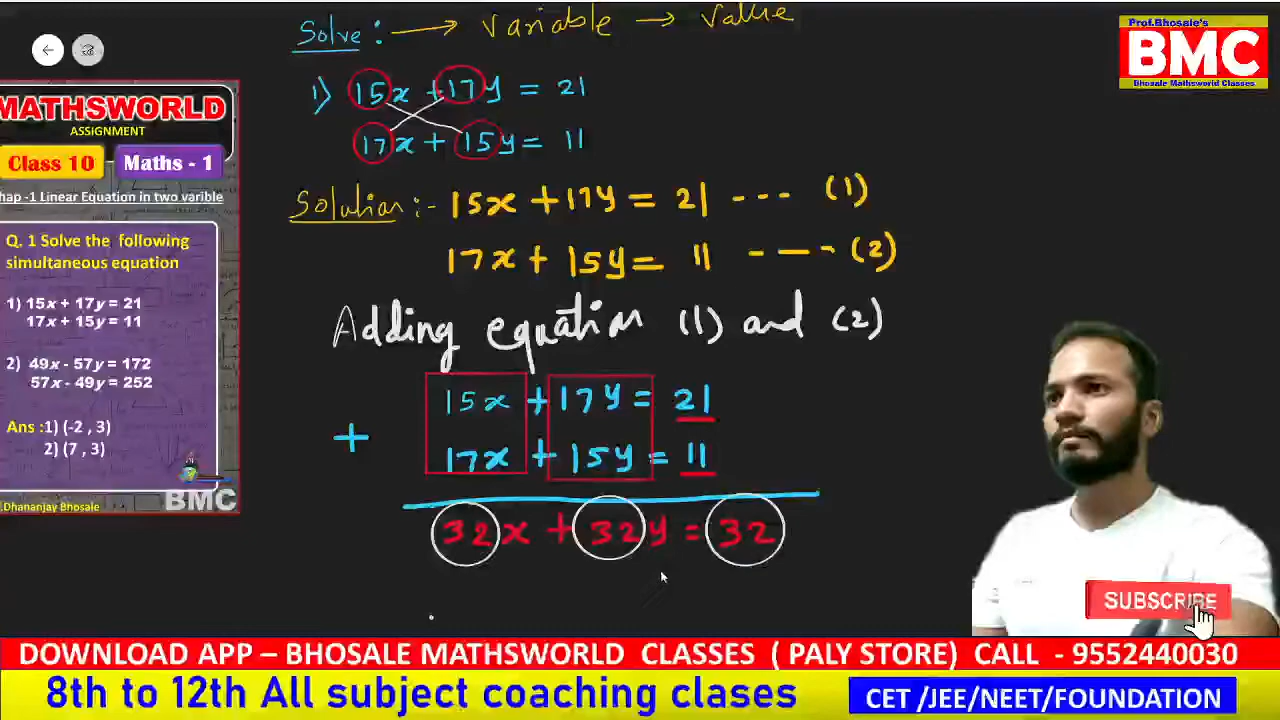 Solve : → variable → value
Prof.Bhosale's
BMC
Bhosale Mathsworld Classes
1) 15x + 17y = 21
17x + 15y = 11
MATHSWORLD
ASSIGNMENT
Class 10
Maths - 1
hap -1 Linear Equation in two varible
Q. 1 Solve the following
simultaneous equation
1) 15x + 17y = 21
17x + 15y = 11
2) 49x - 57y = 172
57x - 49y = 252
Ans :1) (-2 , 3)
2) (7 , 3)
BMC
.Dhananjay Bhosale
Solution :- 15x + 17y = 21 --- (1)
17x + 15y = 11 --- (2)
Adding equation (1) and (2)
15x + 17y = 21
+
17x + 15y = 11
32x + 32y = 32
SUBSCRIBE
DOWNLOAD APP – BHOSALE MATHSWORLD CLASSES ( PALY STORE) CALL - 9552440030
8th to 12th All subject coaching clases
CET /JEE/NEET/FOUNDATION